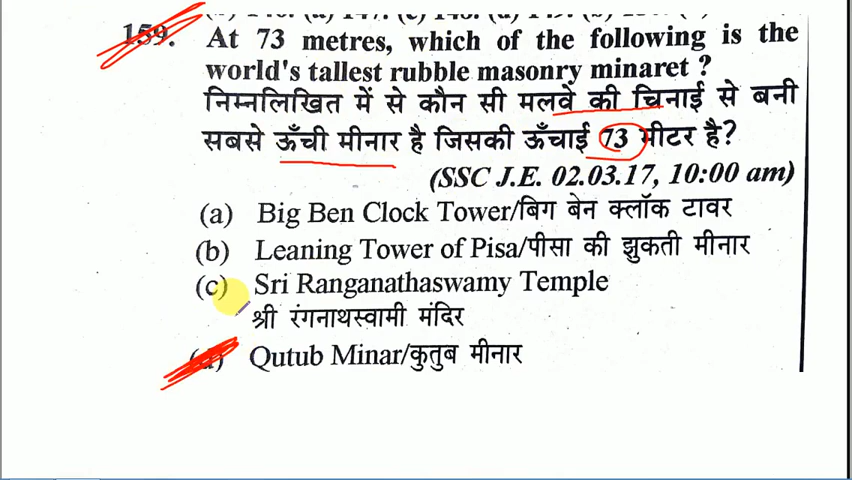 159. At 73 metres, which of the following is the
world's tallest rubble masonry minaret ?
निम्नलिखित में से कौन सी मलवे की चिनाई से बनी
सबसे ऊँची मीनार है जिसकी ऊँचाई 73 मीटर है?
(SSC J.E. 02.03.17, 10:00 am)
(a) Big Ben Clock Tower/बिग बेन क्लॉक टावर
(b) Leaning Tower of Pisa/पीसा की झुकती मीनार
(c) Sri Ranganathaswamy Temple
श्री रंगनाथस्वामी मंदिर
(d) Qutub Minar/कुतुब मीनार